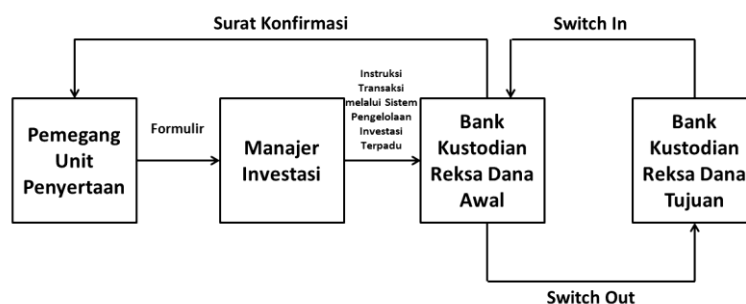 Surat Konfirmasi
Switch In
Pemegang
Unit
Penyertaan
Formulir
Manajer
Investasi
Instruksi
Transaksi
melalui Sistem
Pengelolaan
Investasi
Terpadu
Bank
Kustodian
Reksa Dana
Awal
Bank
Kustodian
Reksa Dana
Tujuan
Switch Out